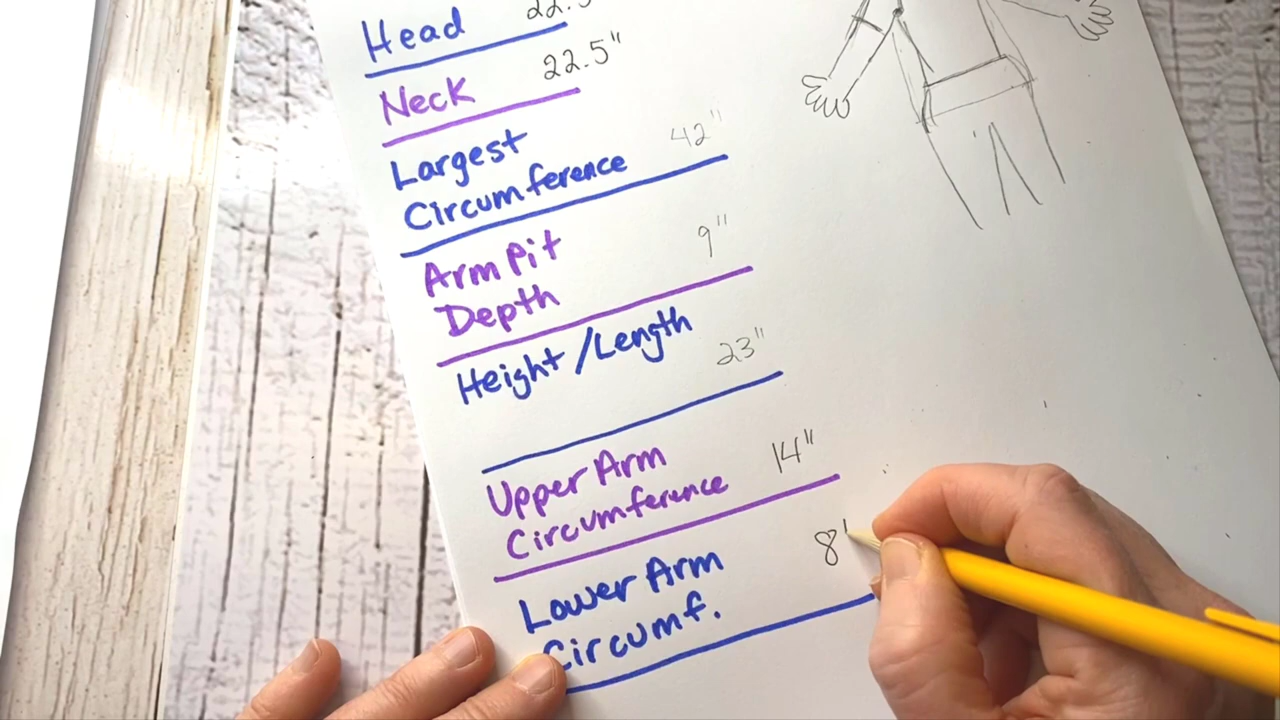 Head
Neck 22.5"
Largest
Circumference 42"
Arm Pit 9"
Depth
Height/Length 23"
Upper Arm 14"
Circumference
Lower Arm 8'
Circumf.